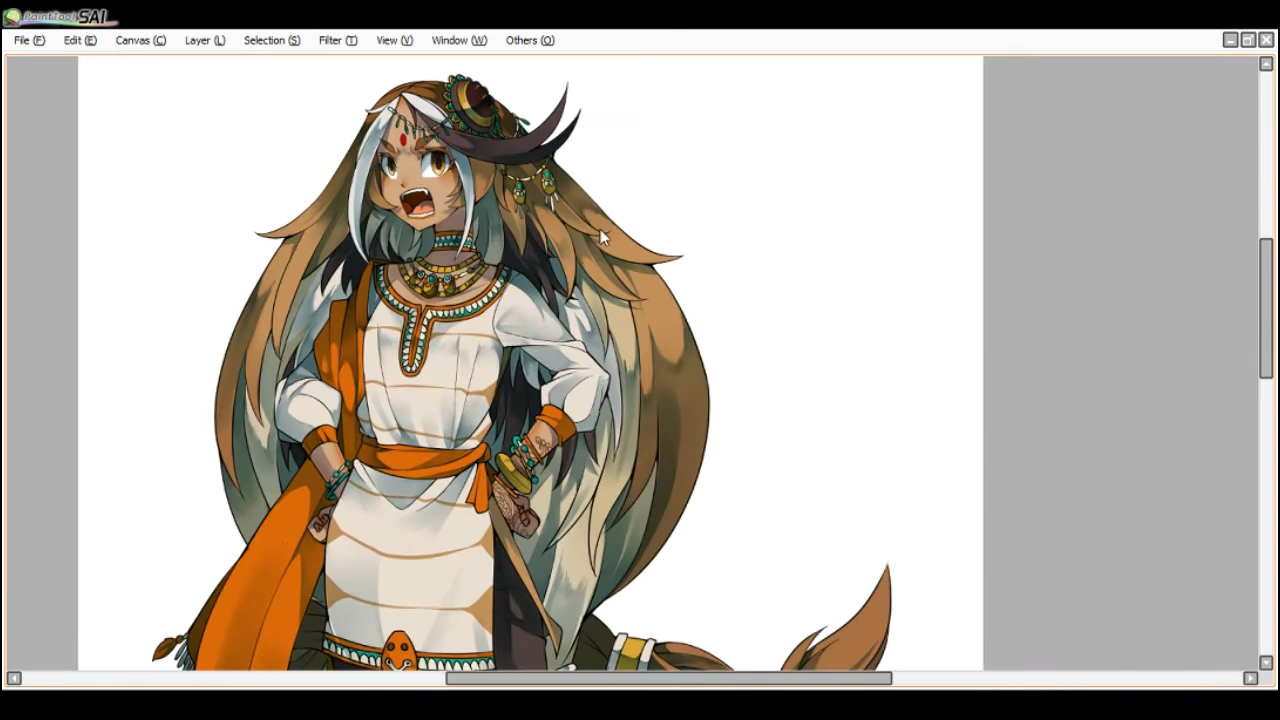 PaintTool SAI
File (F) Edit (E) Canvas (C) Layer (L) Selection (S) Filter (T) View (V) Window (W) Others (O)